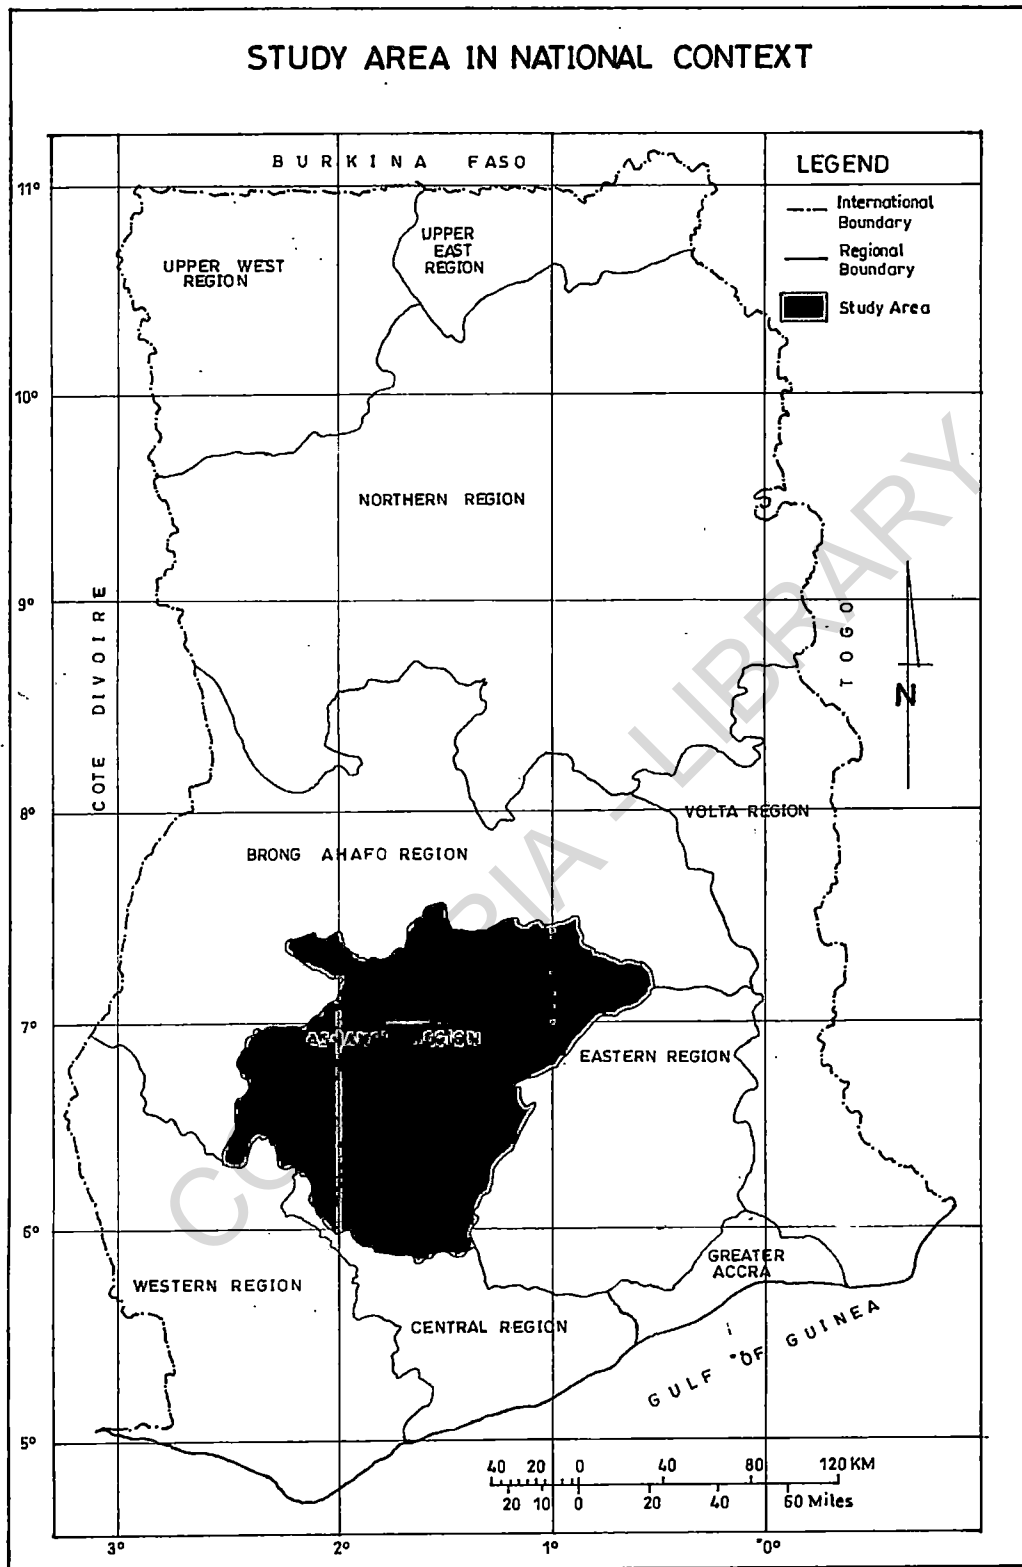 STUDY AREA IN NATIONAL CONTEXT
BURKINA FASO
LEGEND
International
Boundary
Regional
Boundary
Study Area
11°
10°
9°
8°
7°
6°
5°
UPPER WEST
REGION
UPPER
EAST
REGION
NORTHERN REGION
COTE DIVOIRE
TOGO
N
VOLTA REGION
BRONG AHAFO REGION
EASTERN REGION
WESTERN REGION
GREATER
ACCRA
CENTRAL REGION
GULF OF GUINEA
40 20 0 40 80 120 KM
20 10 0 20 40 60 Miles
3° 2° 1° 0°
- LIBRARY